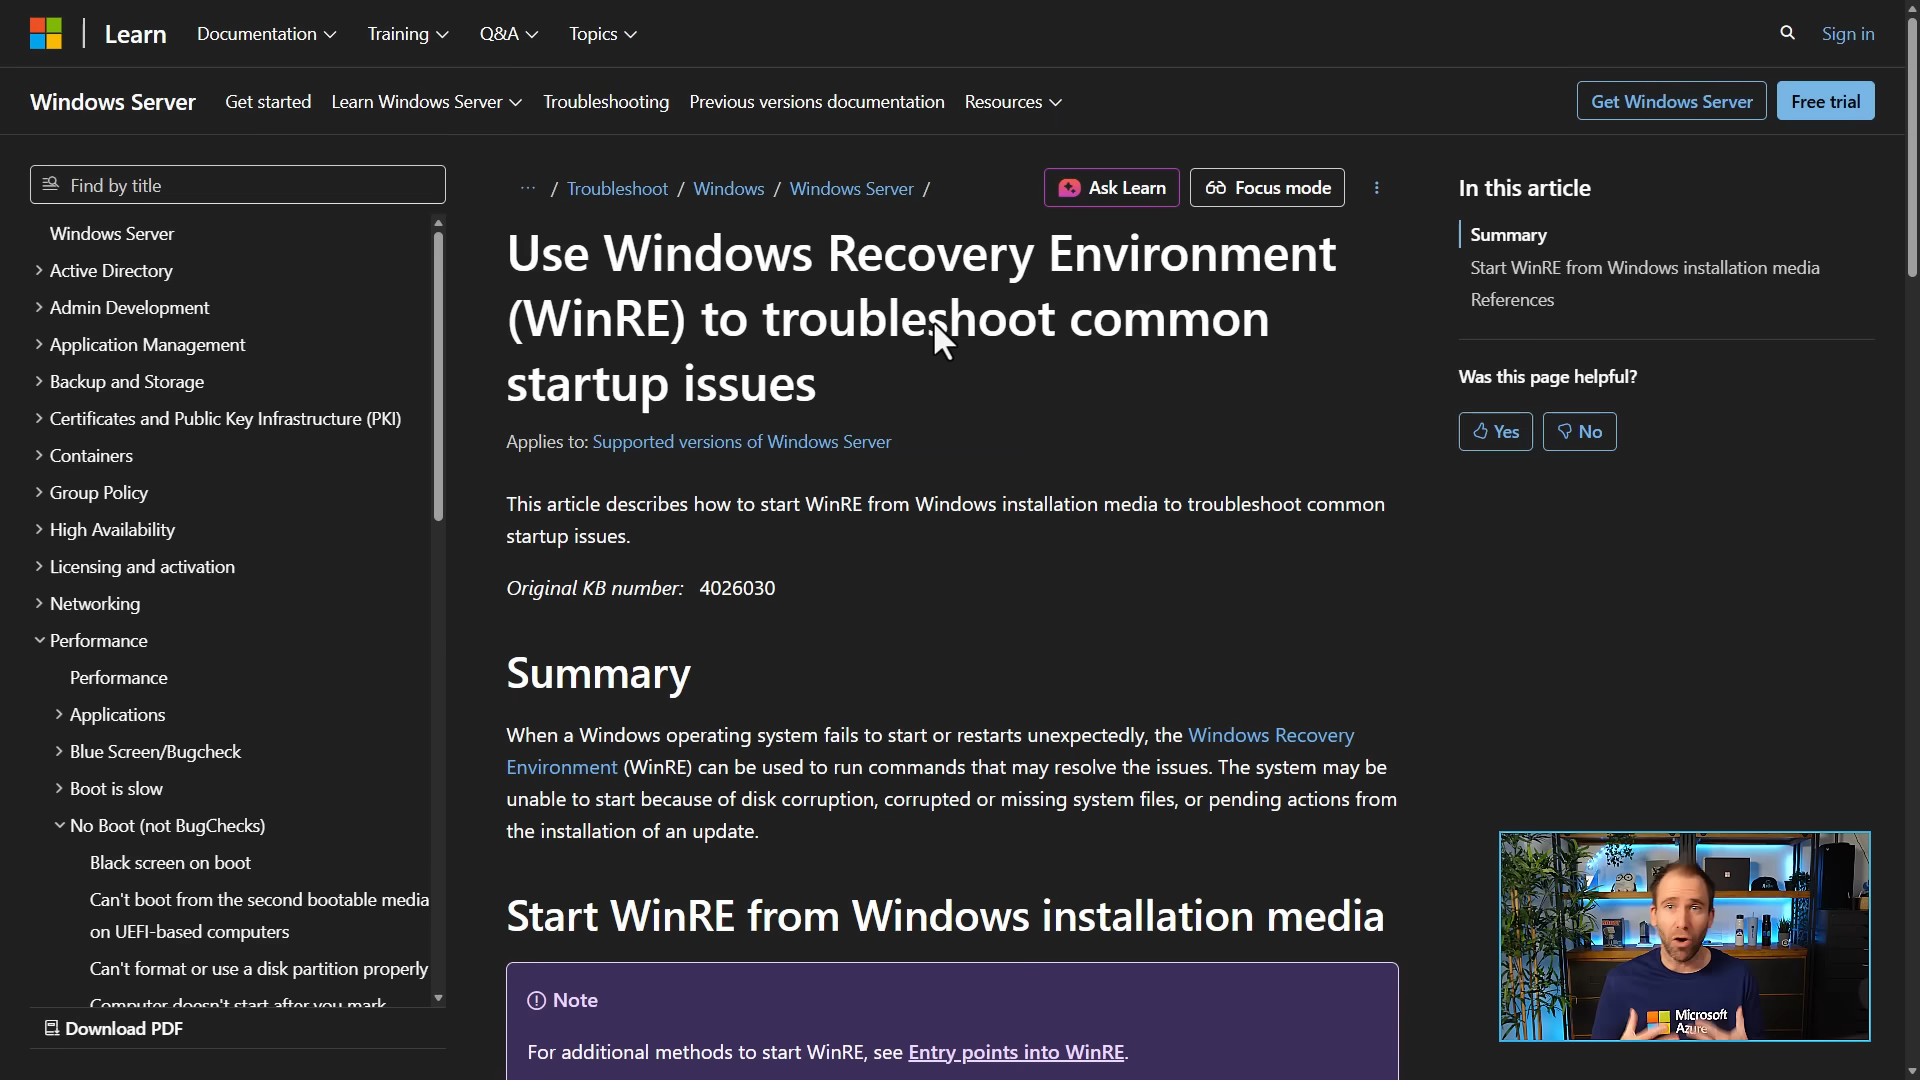 Learn
Documentation
Training
Q&A
Topics
Sign in
Windows Server
Get started
Learn Windows Server
Troubleshooting
Previous versions documentation
Resources
Get Windows Server
Free trial
Find by title
Windows Server
Active Directory
Admin Development
Application Management
Backup and Storage
Certificates and Public Key Infrastructure (PKI)
Containers
Group Policy
High Availability
Licensing and activation
Networking
Performance
Performance
Applications
Blue Screen/Bugcheck
Boot is slow
No Boot (not BugChecks)
Black screen on boot
Can't boot from the second bootable media
on UEFI-based computers
Can't format or use a disk partition properly
Computer doesn't start after you mark
Download PDF
... / Troubleshoot / Windows / Windows Server /
Ask Learn
Focus mode
Use Windows Recovery Environment
(WinRE) to troubleshoot common
startup issues
Applies to: Supported versions of Windows Server
This article describes how to start WinRE from Windows installation media to troubleshoot common
startup issues.
Original KB number: 4026030
Summary
When a Windows operating system fails to start or restarts unexpectedly, the Windows Recovery
Environment (WinRE) can be used to run commands that may resolve the issues. The system may be
unable to start because of disk corruption, corrupted or missing system files, or pending actions from
the installation of an update.
Start WinRE from Windows installation media
Note
For additional methods to start WinRE, see Entry points into WinRE.
In this article
Summary
Start WinRE from Windows installation media
References
Was this page helpful?
Yes
No
Microsoft
Azure